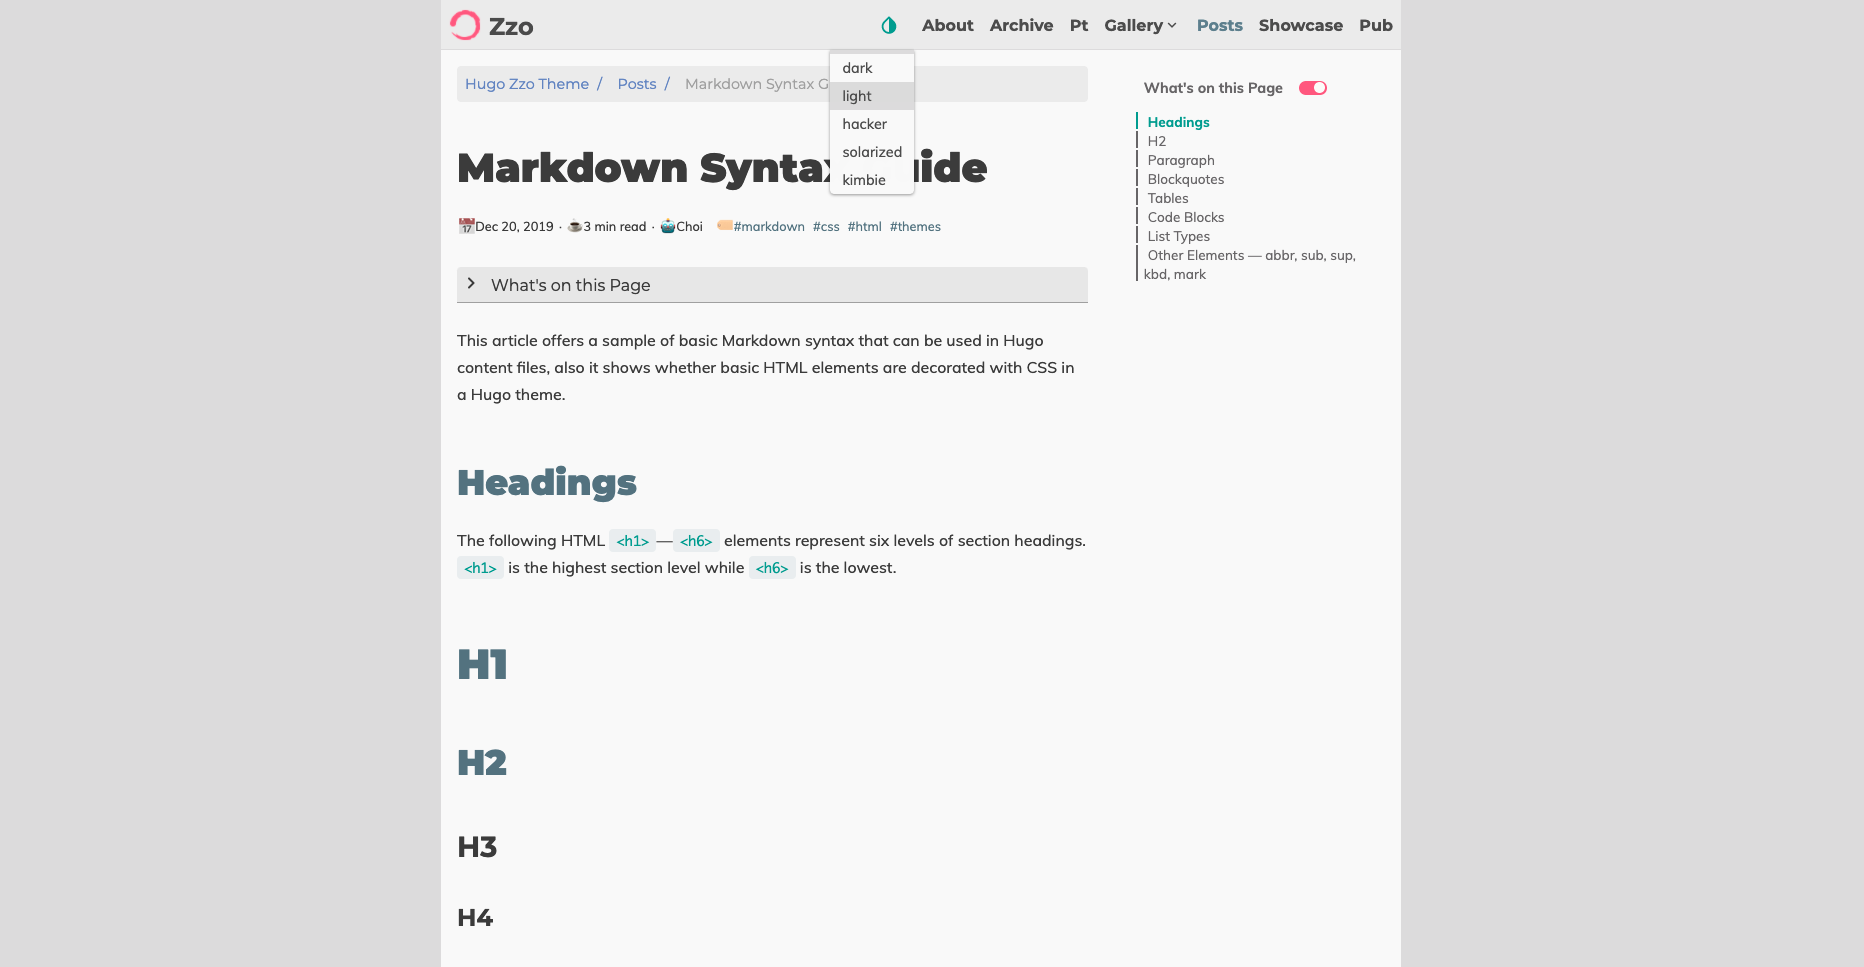 Zzo
About Archive Pt Gallery Posts Showcase Pub
dark
light
hacker
solarized
kimbie
Hugo Zzo Theme / Posts / Markdown Syntax G
Markdown Syntax uide
Dec 20, 2019 · 3 min read · Choi #markdown #css #html #themes
What's on this Page
This article offers a sample of basic Markdown syntax that can be used in Hugo
content files, also it shows whether basic HTML elements are decorated with CSS in
a Hugo theme.
Headings
The following HTML <h1>—<h6> elements represent six levels of section headings.
<h1> is the highest section level while <h6> is the lowest.
H1
H2
H3
H4
What's on this Page
Headings
H2
Paragraph
Blockquotes
Tables
Code Blocks
List Types
Other Elements — abbr, sub, sup,
kbd, mark